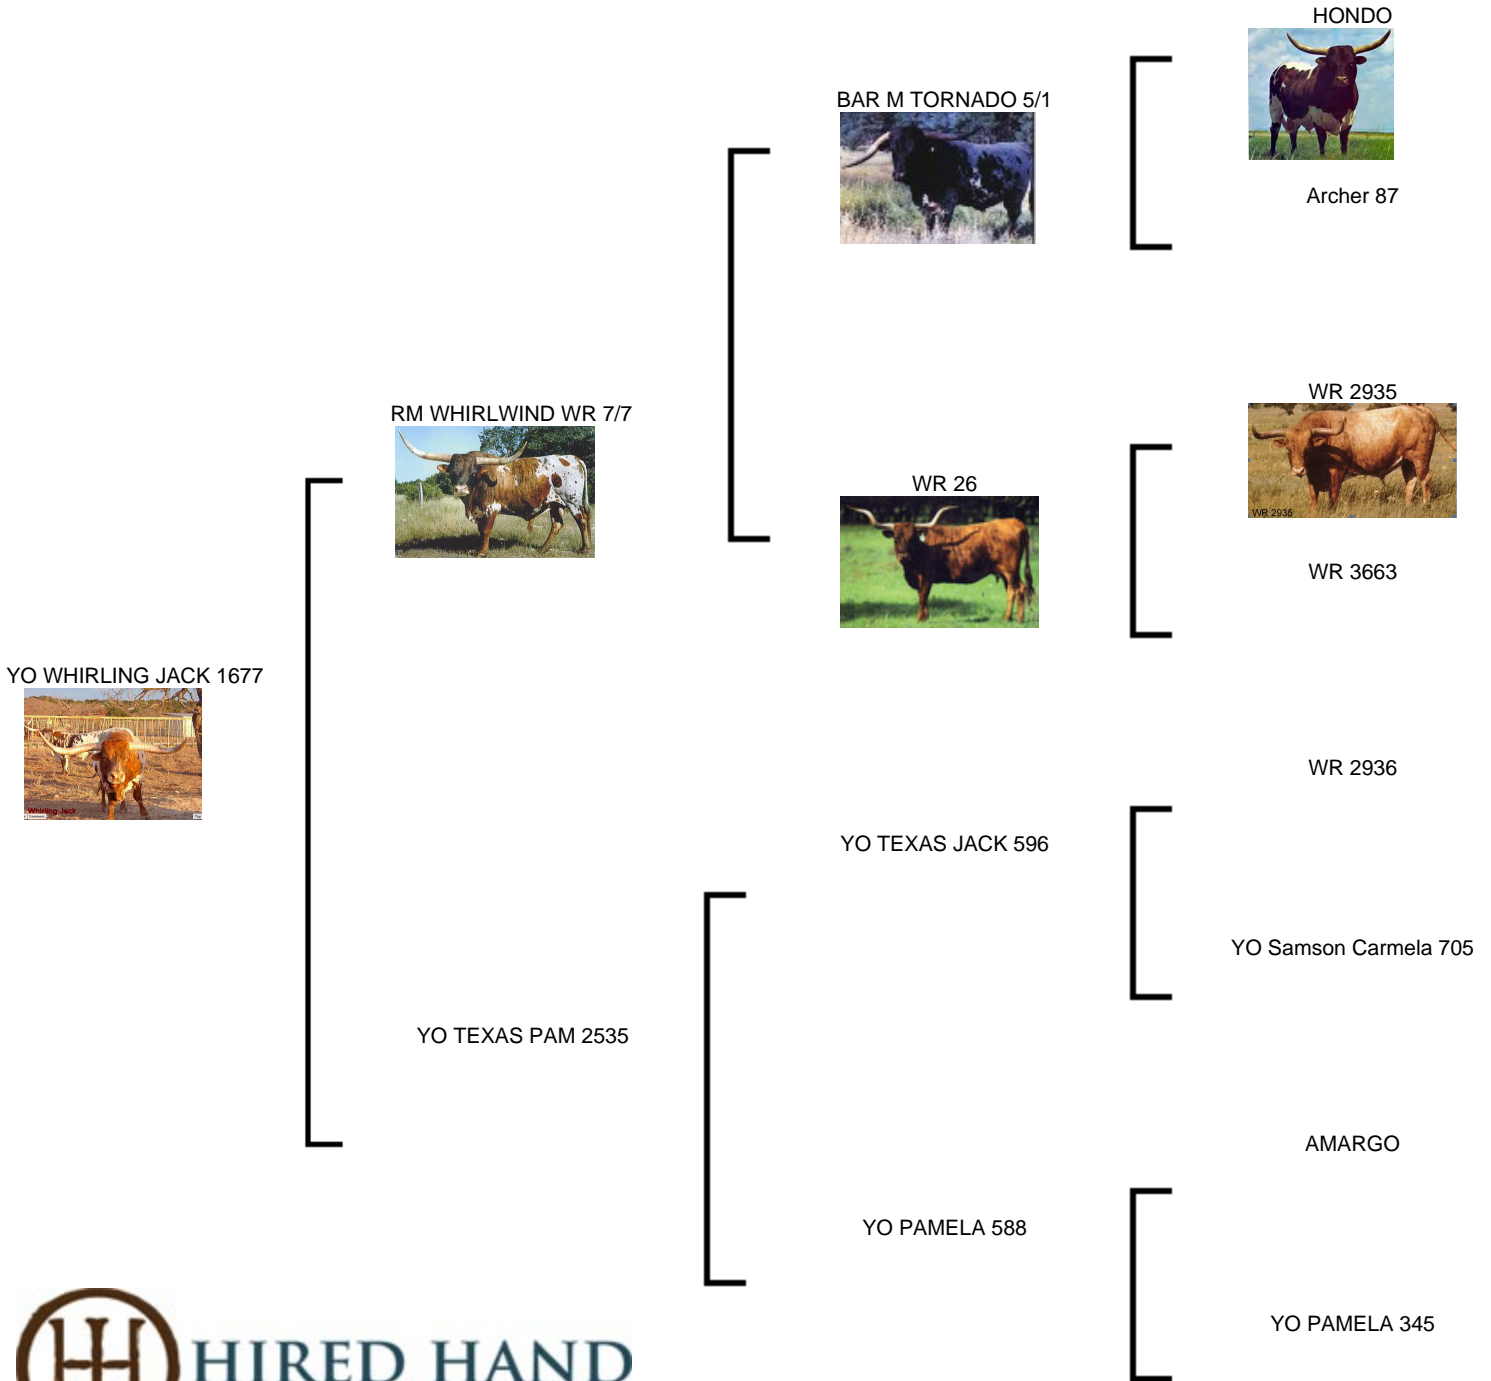 HONDO
BAR M TORNADO 5/1
Archer 87
WR 2935
RM WHIRLWIND WR 7/7
WR 26
WR 2935
WR 3663
YO WHIRLING JACK 1677
Whirling Jack
WR 2936
YO TEXAS JACK 596
YO Samson Carmela 705
YO TEXAS PAM 2535
AMARGO
YO PAMELA 588
YO PAMELA 345
HIRED HAND